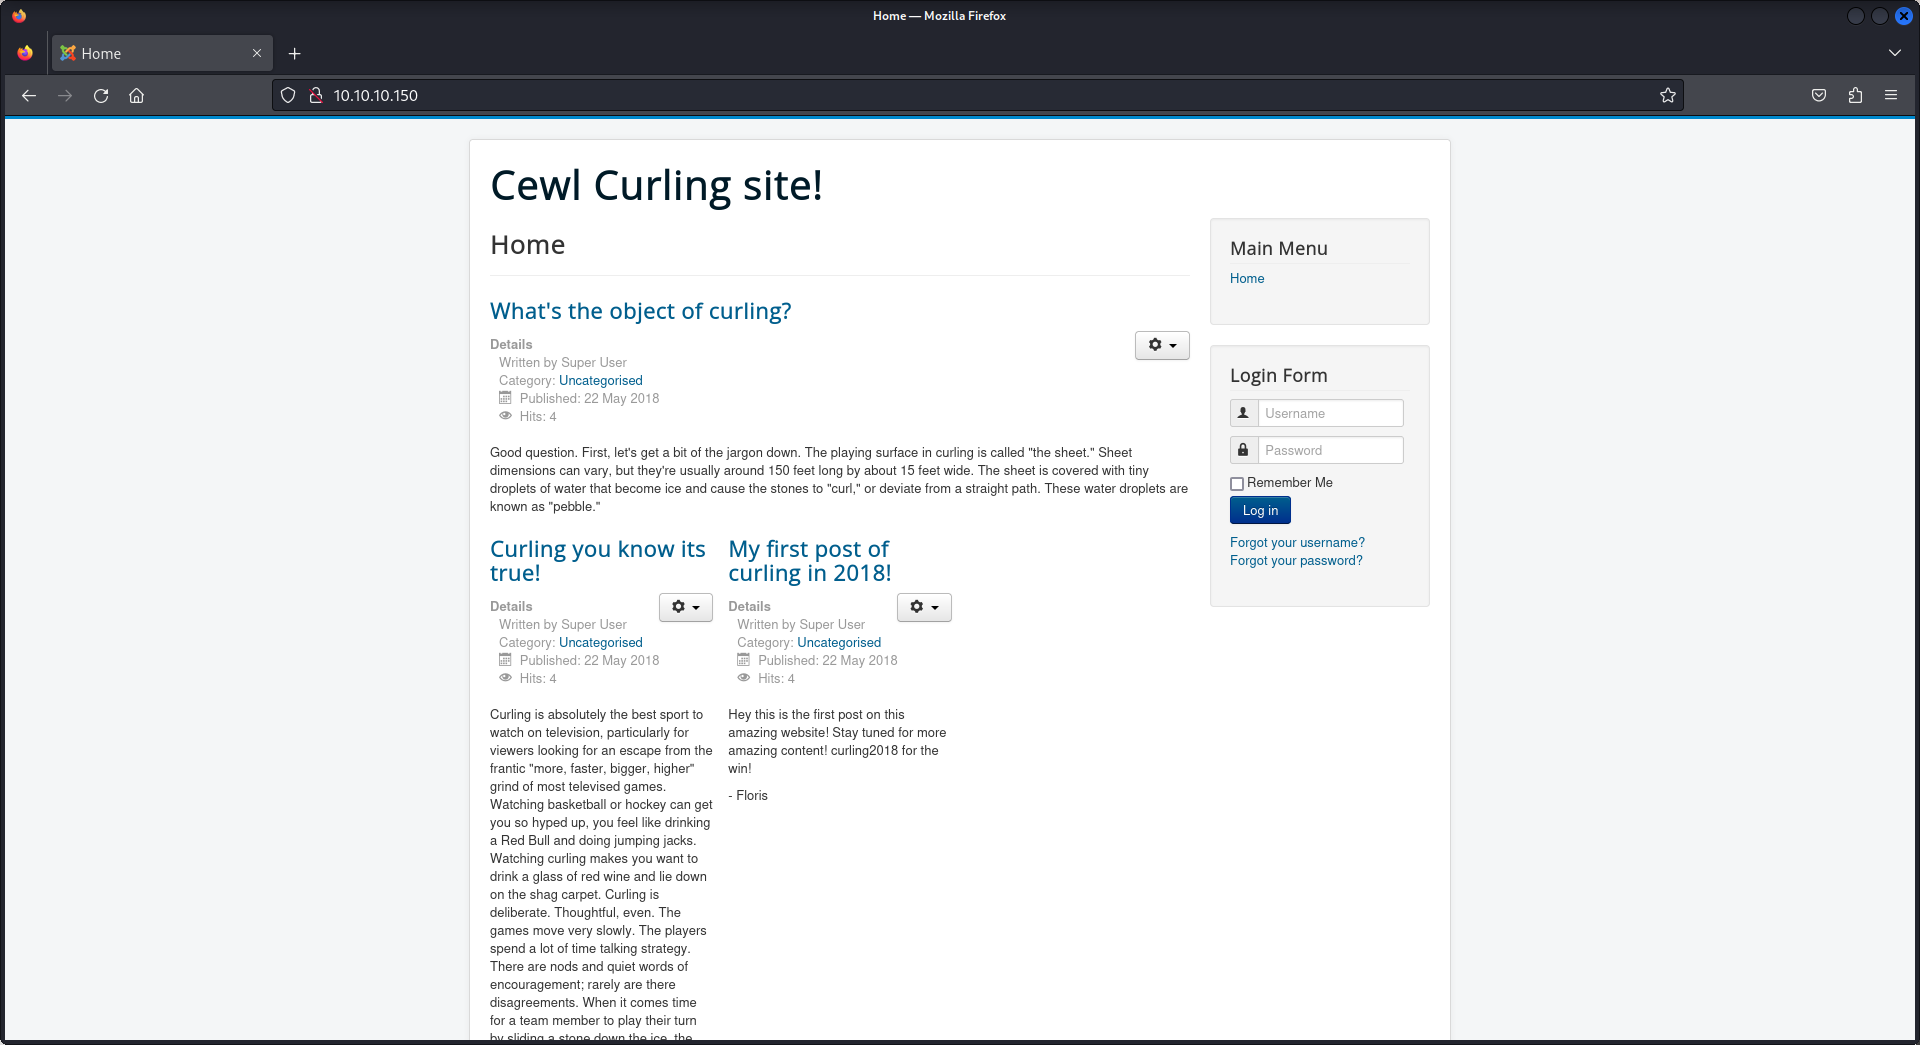 Home — Mozilla Firefox
Home
10.10.10.150
Cewl Curling site!
Home
What's the object of curling?
Details
Written by Super User
Category: Uncategorised
Published: 22 May 2018
Hits: 4
Good question. First, let's get a bit of the jargon down. The playing surface in curling is called "the sheet." Sheet
dimensions can vary, but they're usually around 150 feet long by about 15 feet wide. The sheet is covered with tiny
droplets of water that become ice and cause the stones to "curl," or deviate from a straight path. These water droplets are
known as "pebble."
Curling you know its
true!
Details
Written by Super User
Category: Uncategorised
Published: 22 May 2018
Hits: 4
Curling is absolutely the best sport to
watch on television, particularly for
viewers looking for an escape from the
frantic "more, faster, bigger, higher"
grind of most televised games.
Watching basketball or hockey can get
you so hyped up, you feel like drinking
a Red Bull and doing jumping jacks.
Watching curling makes you want to
drink a glass of red wine and lie down
on the shag carpet. Curling is
deliberate. Thoughtful, even. The
games move very slowly. The players
spend a lot of time talking strategy.
There are nods and quiet words of
encouragement; rarely are there
disagreements. When it comes time
for a team member to play their turn
by sliding a stone down the ice, the
My first post of
curling in 2018!
Details
Written by Super User
Category: Uncategorised
Published: 22 May 2018
Hits: 4
Hey this is the first post on this
amazing website! Stay tuned for more
amazing content! curling2018 for the
win!
- Floris
Main Menu
Home
Login Form
Username
Password
Remember Me
Log in
Forgot your username?
Forgot your password?